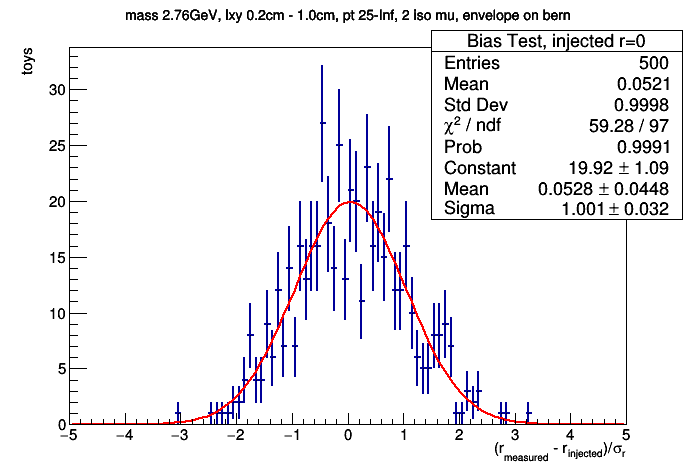 mass 2.76GeV, lxy 0.2cm - 1.0cm, pt 25-Inf, 2 Iso mu, envelope on bern
Bias Test, injected r=0
Entries 500
Mean 0.0521
Std Dev 0.9998
χ² / ndf 59.28 / 97
Prob 0.9991
Constant 19.92 ± 1.09
Mean 0.0528 ± 0.0448
Sigma 1.001 ± 0.032
toys
30
25
20
15
10
5
0
−5 −4 −3 −2 −1 0 1 2 3 4 5
(r_measured - r_injected)/σ_r